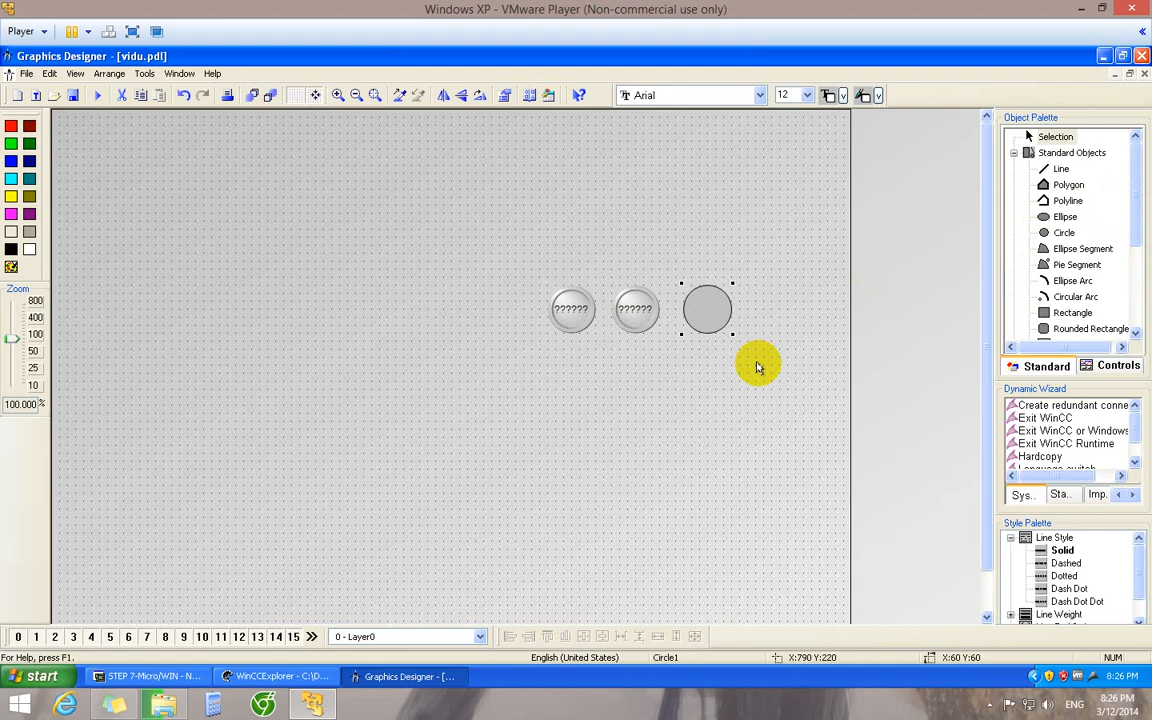 Windows XP - VMware Player (Non-commercial use only)
Player
Graphics Designer - [vidu.pdl]
File Edit View Arrange Tools Window Help
Arial 12
Object Palette
Selection
Standard Objects
Line
Polygon
Polyline
Ellipse
Circle
Ellipse Segment
Pie Segment
Ellipse Arc
Circular Arc
Rectangle
Rounded Rectangle
Standard Controls
Zoom
800
400
100
50
25
10
100.000 %
?????? ??????
Dynamic Wizard
Create redundant conne
Exit WinCC
Exit WinCC or Windows
Exit WinCC Runtime
Hardcopy
Sys.. Sta.. Imp.
Style Palette
Line Style
Solid
Dashed
Dotted
Dash Dot
Dash Dot Dot
Line Weight
0 1 2 3 4 5 6 7 8 9 10 11 12 13 14 15
0 - Layer0
For Help, press F1.
English (United States)
Circle1
X:790 Y:220
X:60 Y:60
NUM
start
STEP 7-Micro/WIN - N...
WinCCExplorer - C:\D...
Graphics Designer - [...
8:26 PM
ENG
8:26 PM
3/12/2014